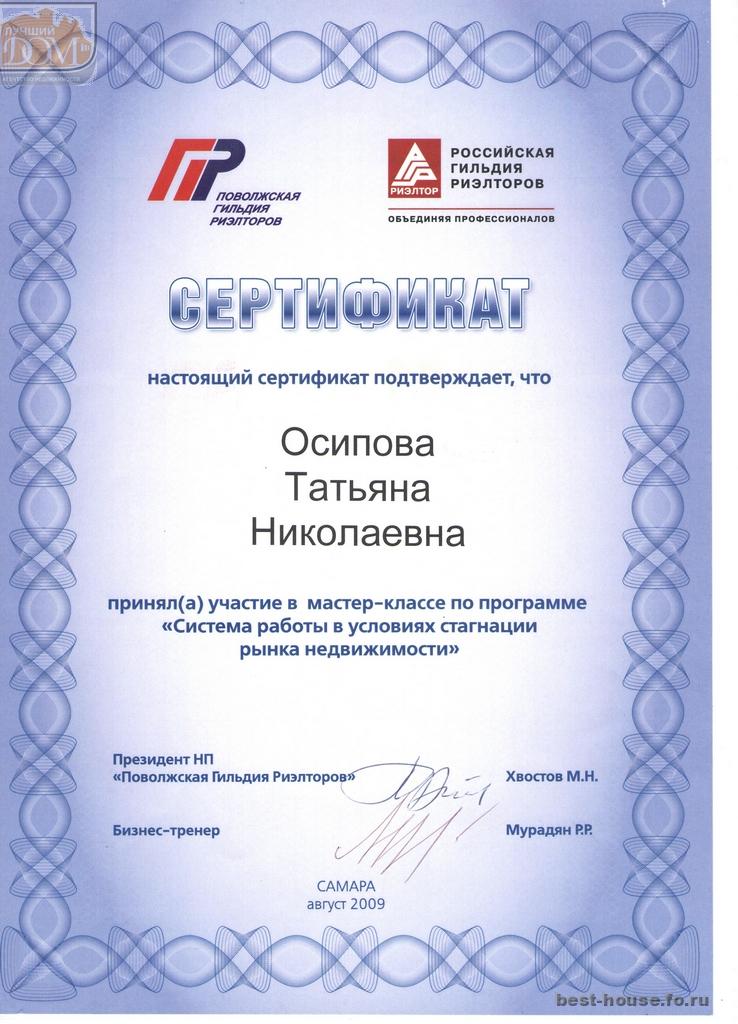 ЛУЧШИЙ
ДОМ
АГЕНТСТВО НЕДВИЖИМОСТИ
ПОВОЛЖСКАЯ
ГИЛЬДИЯ
РИЭЛТОРОВ
РИЭЛТОР
РОССИЙСКАЯ
ГИЛЬДИЯ
РИЭЛТОРОВ
ОБЪЕДИНЯЯ ПРОФЕССИОНАЛОВ
СЕРТИФИКАТ
настоящий сертификат подтверждает, что
Осипова
Татьяна
Николаевна
принял(а) участие в мастер-классе по программе
«Система работы в условиях стагнации
рынка недвижимости»
Президент НП
«Поволжская Гильдия Риэлторов» Хвостов М.Н.
Бизнес-тренер Мурадян Р.Р.
САМАРА
август 2009
best-house.fo.ru